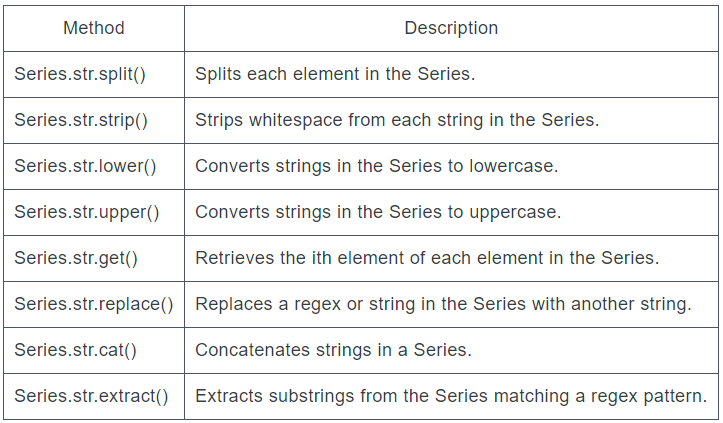 Method Description
Series.str.split() Splits each element in the Series.
Series.str.strip() Strips whitespace from each string in the Series.
Series.str.lower() Converts strings in the Series to lowercase.
Series.str.upper() Converts strings in the Series to uppercase.
Series.str.get() Retrieves the ith element of each element in the Series.
Series.str.replace() Replaces a regex or string in the Series with another string.
Series.str.cat() Concatenates strings in a Series.
Series.str.extract() Extracts substrings from the Series matching a regex pattern.